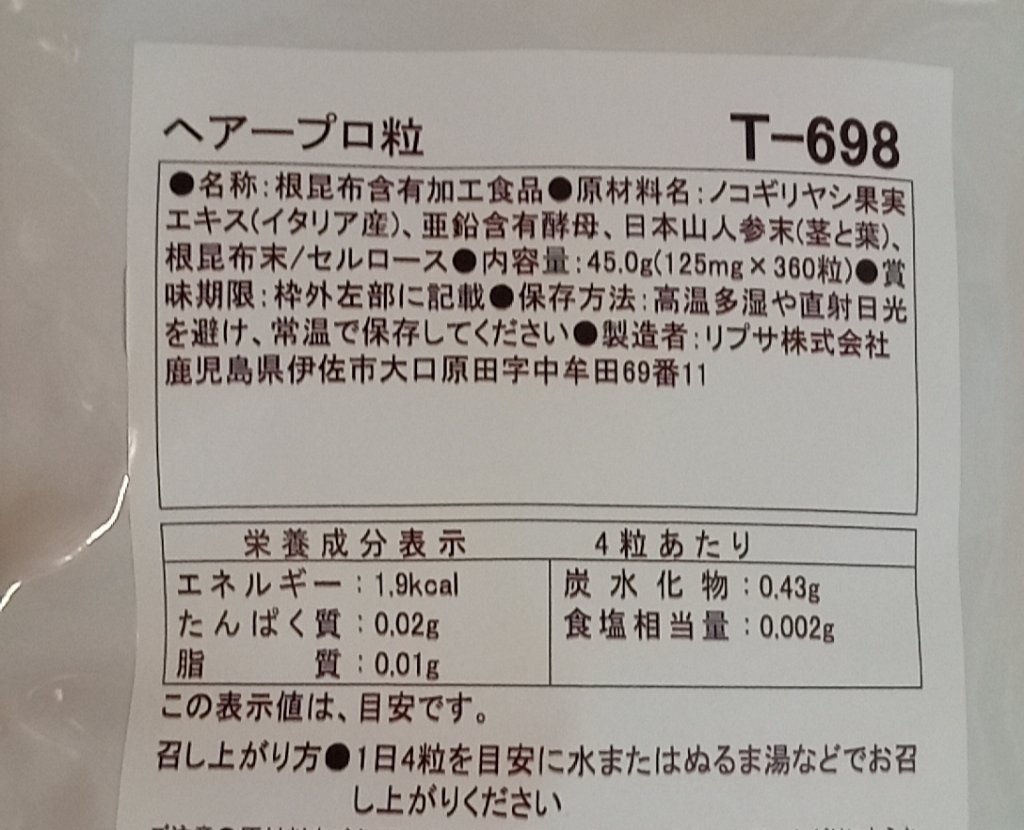 ヘアープロ粒 T-698
●名称:根昆布含有加工食品●原材料名:ノコギリヤシ果実
エキス(イタリア産)、亜鉛含有酵母、日本山人参末(茎と葉)、
根昆布末/セルロース●内容量:45.0g(125mg×360粒)●賞
味期限:枠外左部に記載●保存方法:高温多湿や直射日光
を避け、常温で保存してください●製造者:リプサ株式会社
鹿児島県伊佐市大口原田字中牟田69番11
栄養成分表示 4粒あたり
エネルギー:1.9kcal 炭水化物:0.43g
たんぱく質:0.02g 食塩相当量:0.002g
脂質:0.01g
この表示値は、目安です。
召し上がり方●1日4粒を目安に水またはぬるま湯などでお召
し上がりください